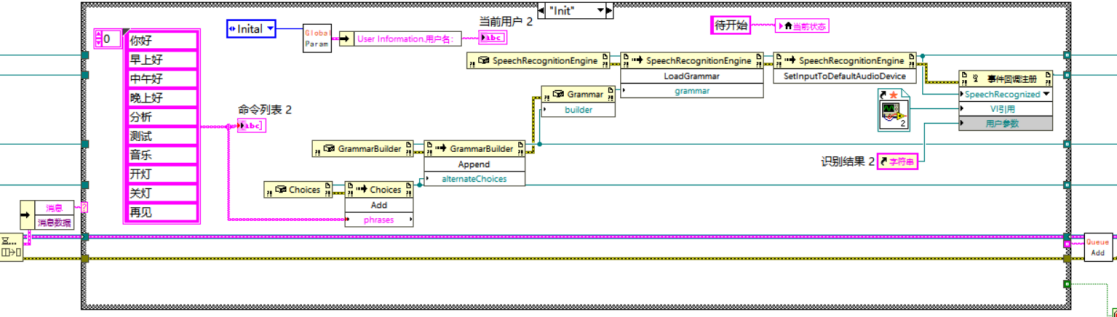 "Init"
当前用户 2
待开始
当前状态
Inital
Global
Param
User Information.用户名:
abc
0
你好
早上好
中午好
晚上好
分析
测试
音乐
开灯
关灯
再见
命令列表 2
abc
SpeechRecognitionEngine
SpeechRecognitionEngine
LoadGrammar
grammar
SpeechRecognitionEngine
SetInputToDefaultAudioDevice
事件回调注册
SpeechRecognized
VI引用
用户参数
2
识别结果 2
字符串
Grammar
builder
GrammarBuilder
GrammarBuilder
Append
alternateChoices
Choices
Choices
Add
phrases
消息
消息数据
?
Queue
Add